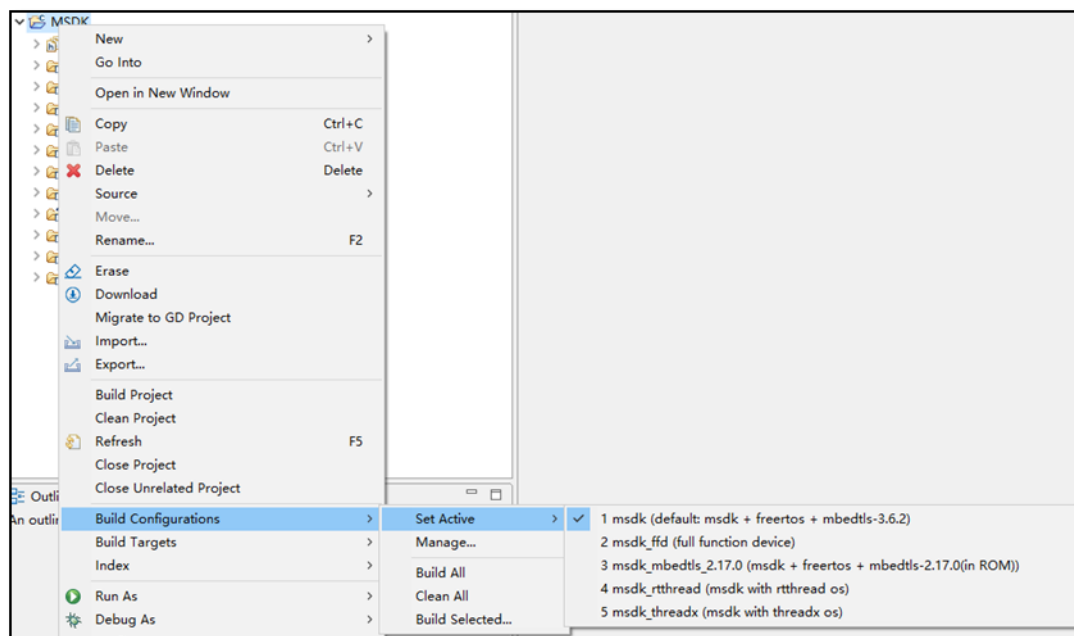 MSDK
New
Go Into
Open in New Window
Copy Ctrl+C
Paste Ctrl+V
Delete Delete
Source
Move...
Rename... F2
Erase
Download
Migrate to GD Project
Import...
Export...
Build Project
Clean Project
Refresh F5
Close Project
Close Unrelated Project
Outli
An outlin
Build Configurations
Build Targets
Index
Run As
Debug As
Set Active
Manage...
Build All
Clean All
Build Selected...
1 msdk (default: msdk + freertos + mbedtls-3.6.2)
2 msdk_ffd (full function device)
3 msdk_mbedtls_2.17.0 (msdk + freertos + mbedtls-2.17.0(in ROM))
4 msdk_rtthread (msdk with rtthread os)
5 msdk_threadx (msdk with threadx os)